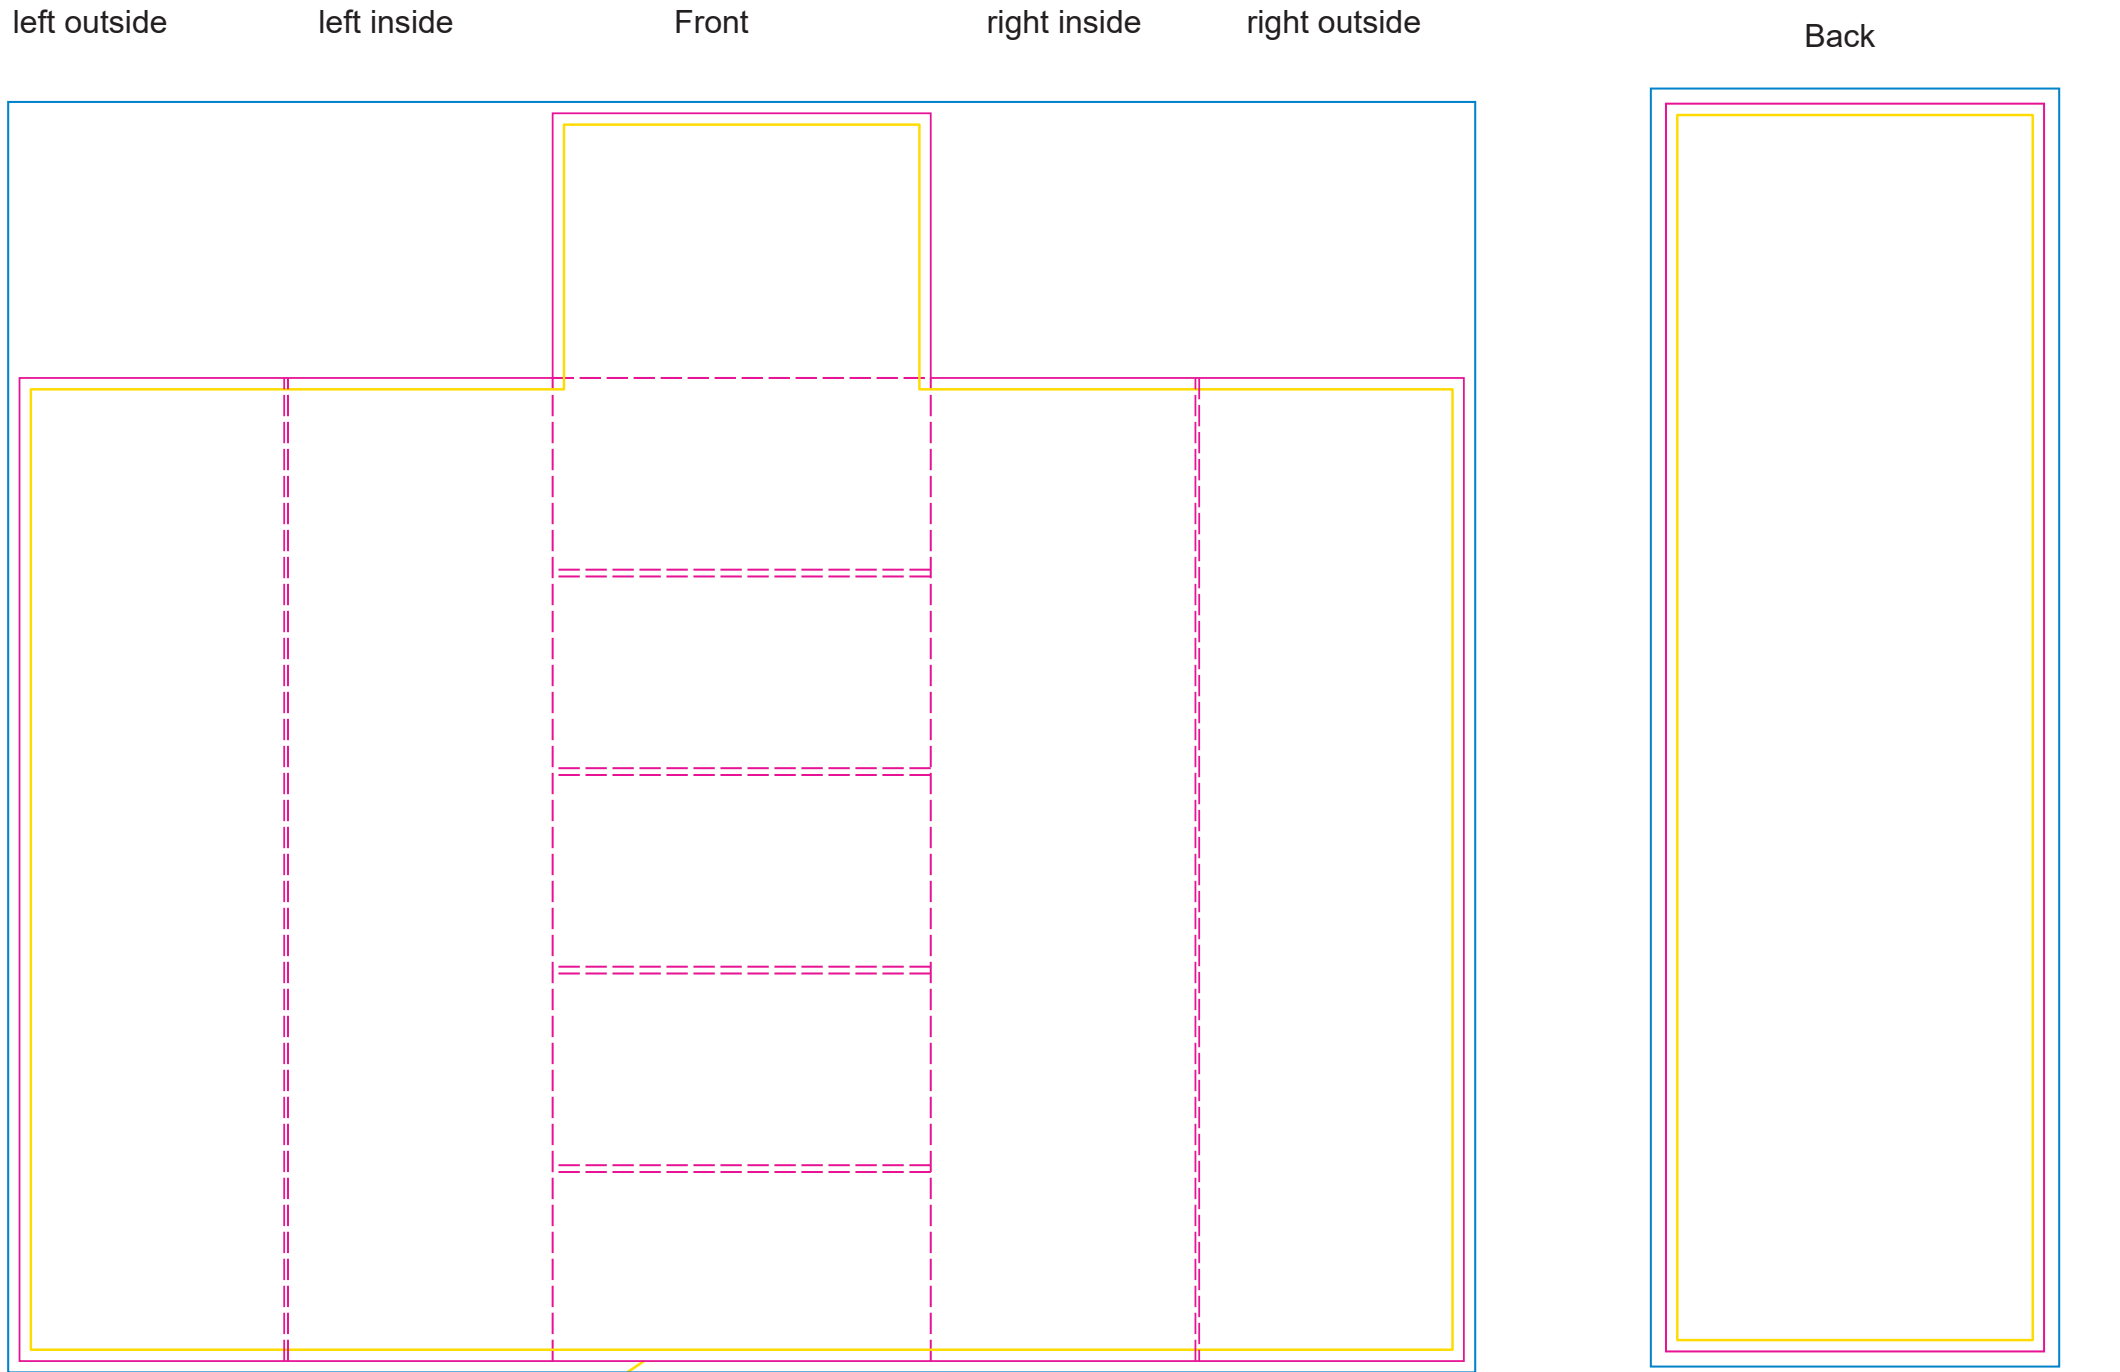 left outside
left inside
Front
right inside
right outside
Back